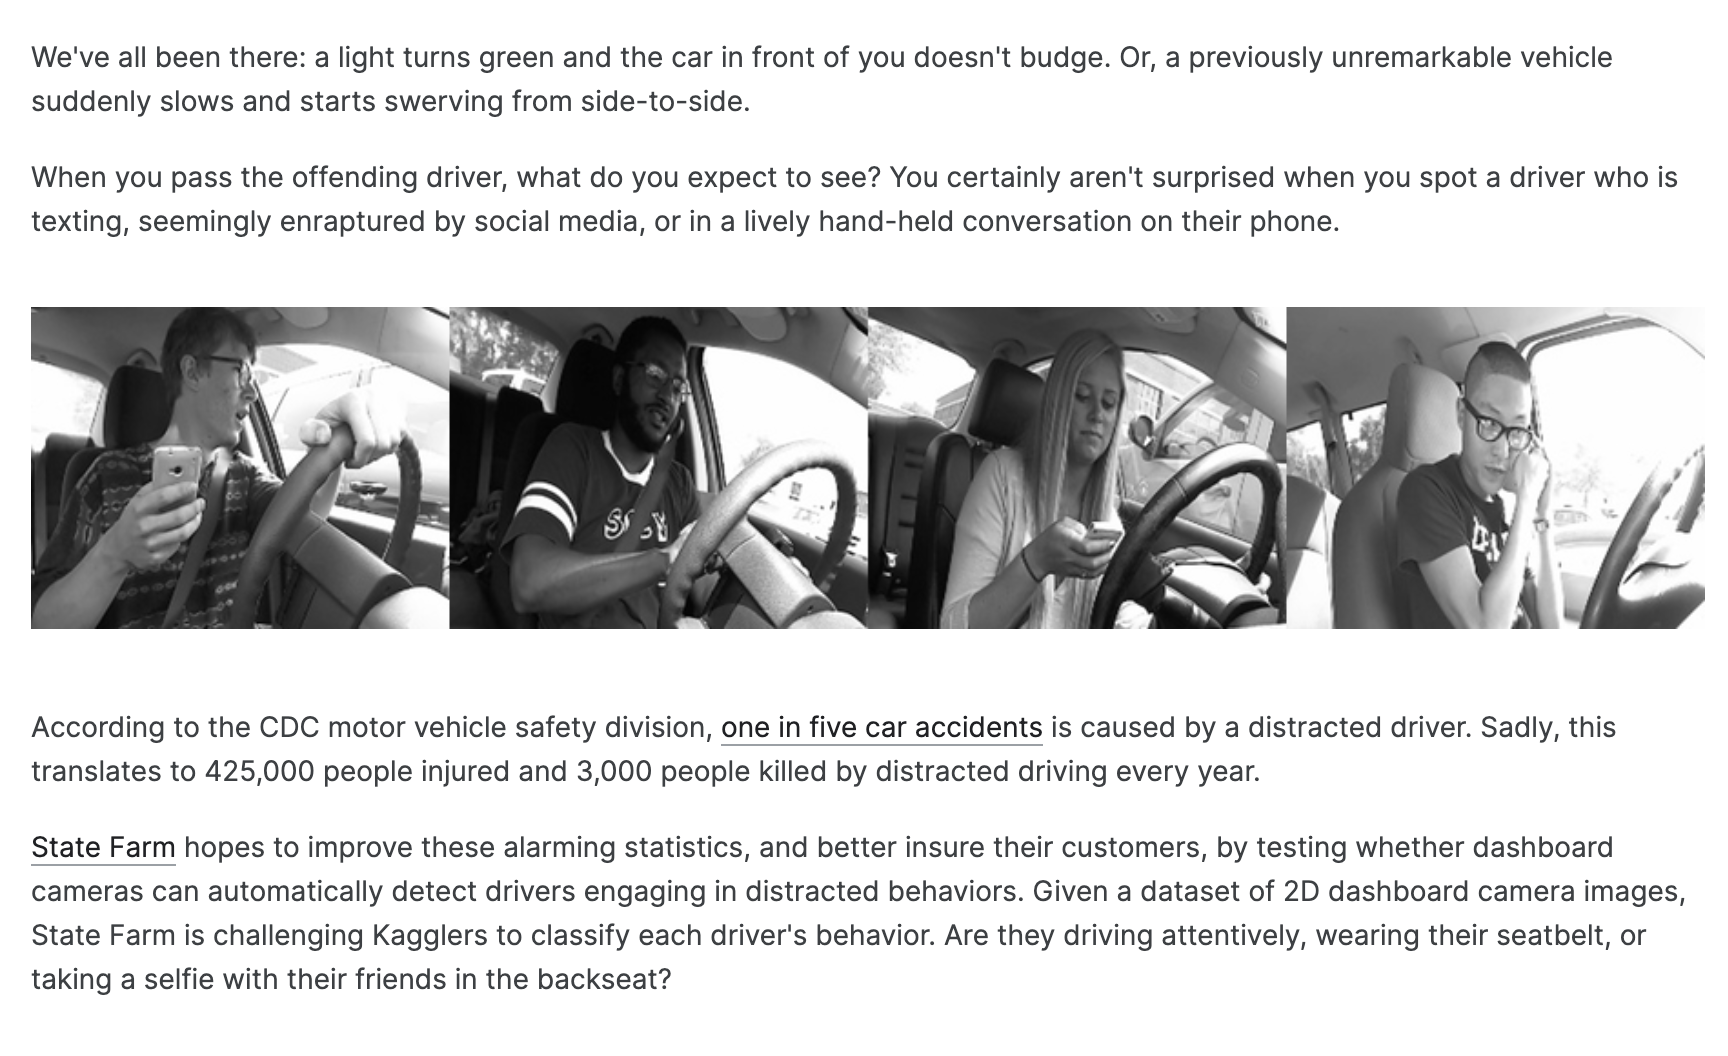 We've all been there: a light turns green and the car in front of you doesn't budge. Or, a previously unremarkable vehicle
suddenly slows and starts swerving from side-to-side.
When you pass the offending driver, what do you expect to see? You certainly aren't surprised when you spot a driver who is
texting, seemingly enraptured by social media, or in a lively hand-held conversation on their phone.
According to the CDC motor vehicle safety division, one in five car accidents is caused by a distracted driver. Sadly, this
translates to 425,000 people injured and 3,000 people killed by distracted driving every year.
State Farm hopes to improve these alarming statistics, and better insure their customers, by testing whether dashboard
cameras can automatically detect drivers engaging in distracted behaviors. Given a dataset of 2D dashboard camera images,
State Farm is challenging Kagglers to classify each driver's behavior. Are they driving attentively, wearing their seatbelt, or
taking a selfie with their friends in the backseat?